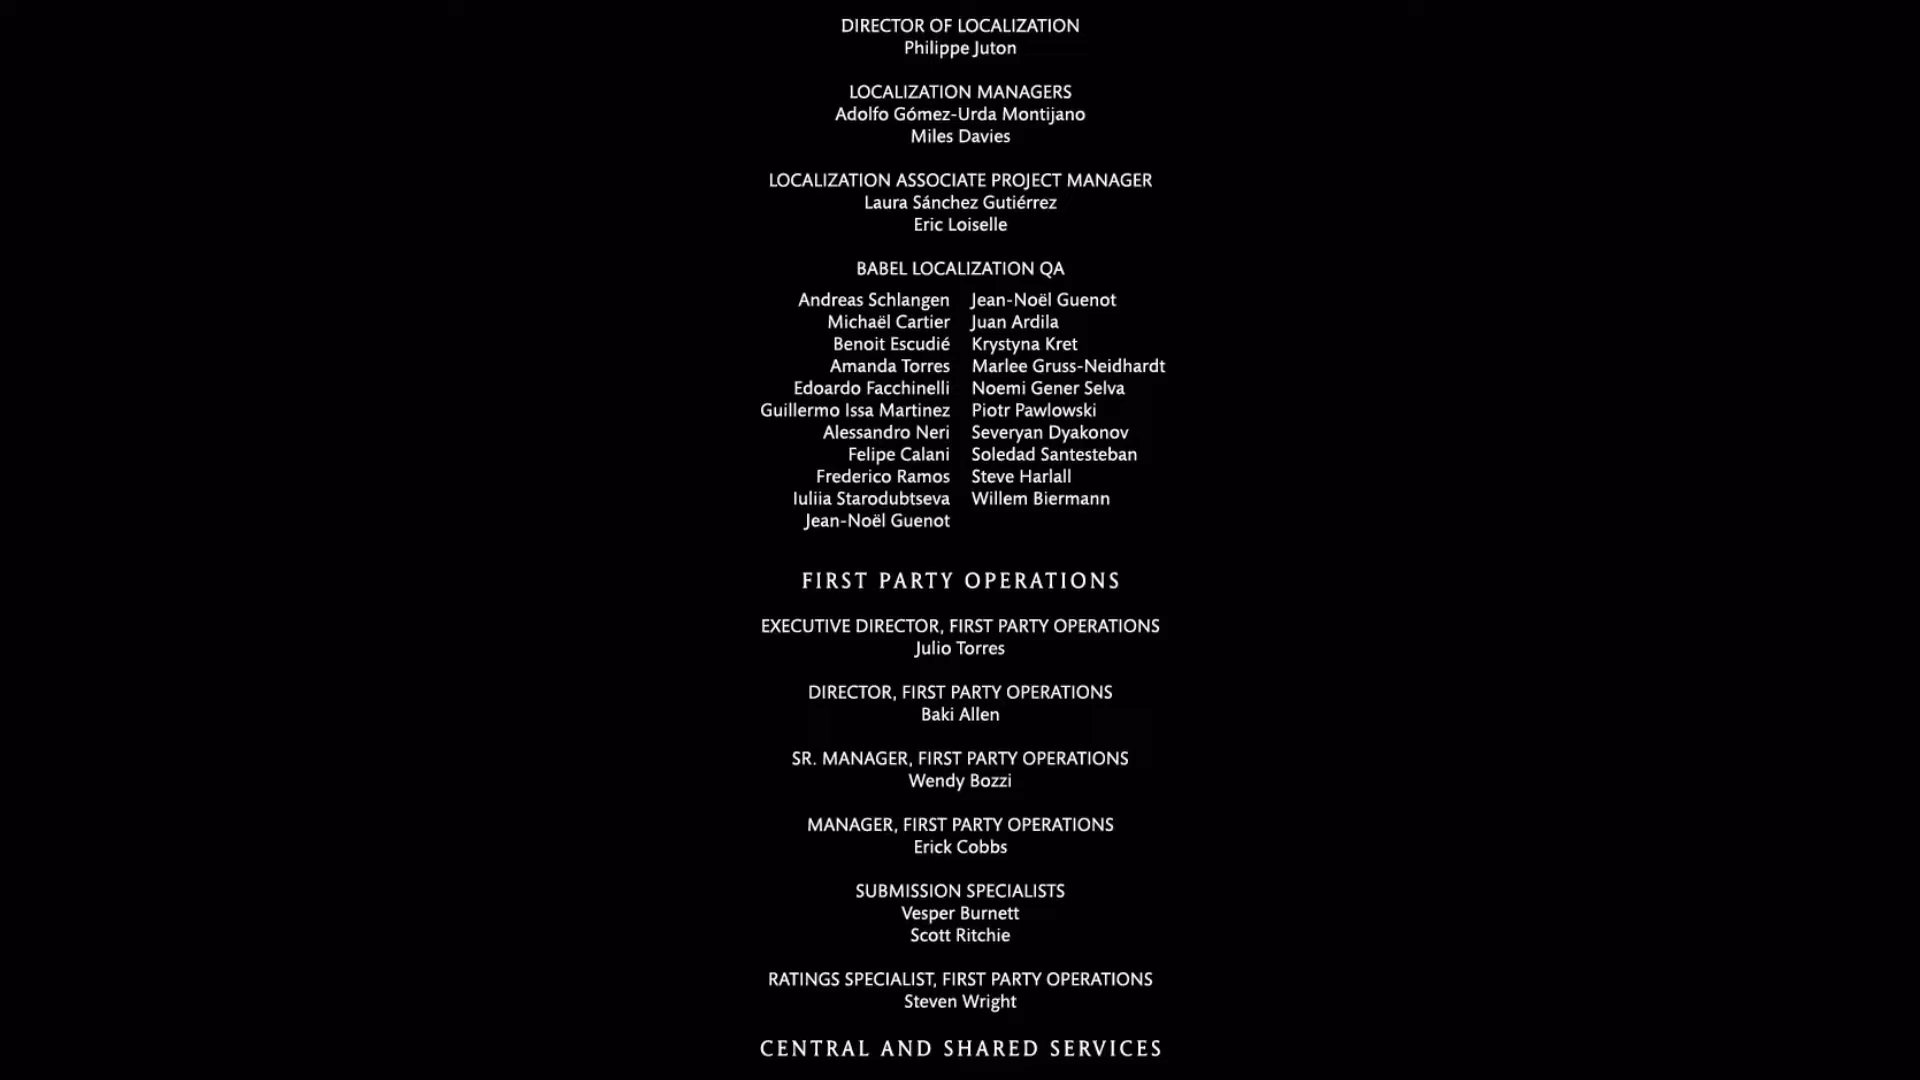 DIRECTOR OF LOCALIZATION
Philippe Juton
LOCALIZATION MANAGERS
Adolfo Gómez-Urda Montijano
Miles Davies
LOCALIZATION ASSOCIATE PROJECT MANAGER
Laura Sánchez Gutiérrez
Eric Loiselle
BABEL LOCALIZATION QA
Andreas Schlangen Jean-Noël Guenot
Michaël Cartier Juan Ardila
Benoit Escudié Krystyna Kret
Amanda Torres Marlee Gruss-Neidhardt
Edoardo Facchinelli Noemi Gener Selva
Guillermo Issa Martinez Piotr Pawlowski
Alessandro Neri Severyan Dyakonov
Felipe Calani Soledad Santesteban
Frederico Ramos Steve Harlall
Iuliia Starodubtseva Willem Biermann
Jean-Noël Guenot
FIRST PARTY OPERATIONS
EXECUTIVE DIRECTOR, FIRST PARTY OPERATIONS
Julio Torres
DIRECTOR, FIRST PARTY OPERATIONS
Baki Allen
SR. MANAGER, FIRST PARTY OPERATIONS
Wendy Bozzi
MANAGER, FIRST PARTY OPERATIONS
Erick Cobbs
SUBMISSION SPECIALISTS
Vesper Burnett
Scott Ritchie
RATINGS SPECIALIST, FIRST PARTY OPERATIONS
Steven Wright
CENTRAL AND SHARED SERVICES